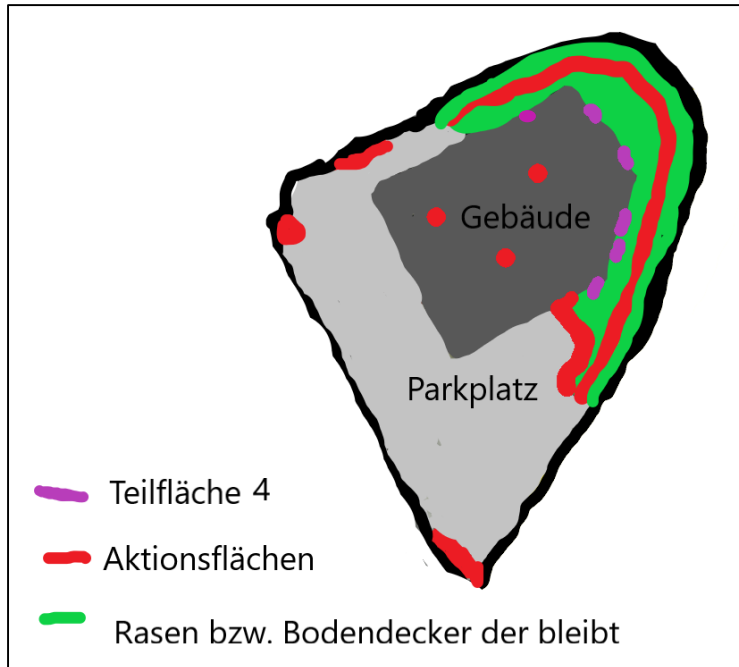 Gebäude
Parkplatz
Teilfläche 4
Aktionsflächen
Rasen bzw. Bodendecker der bleibt